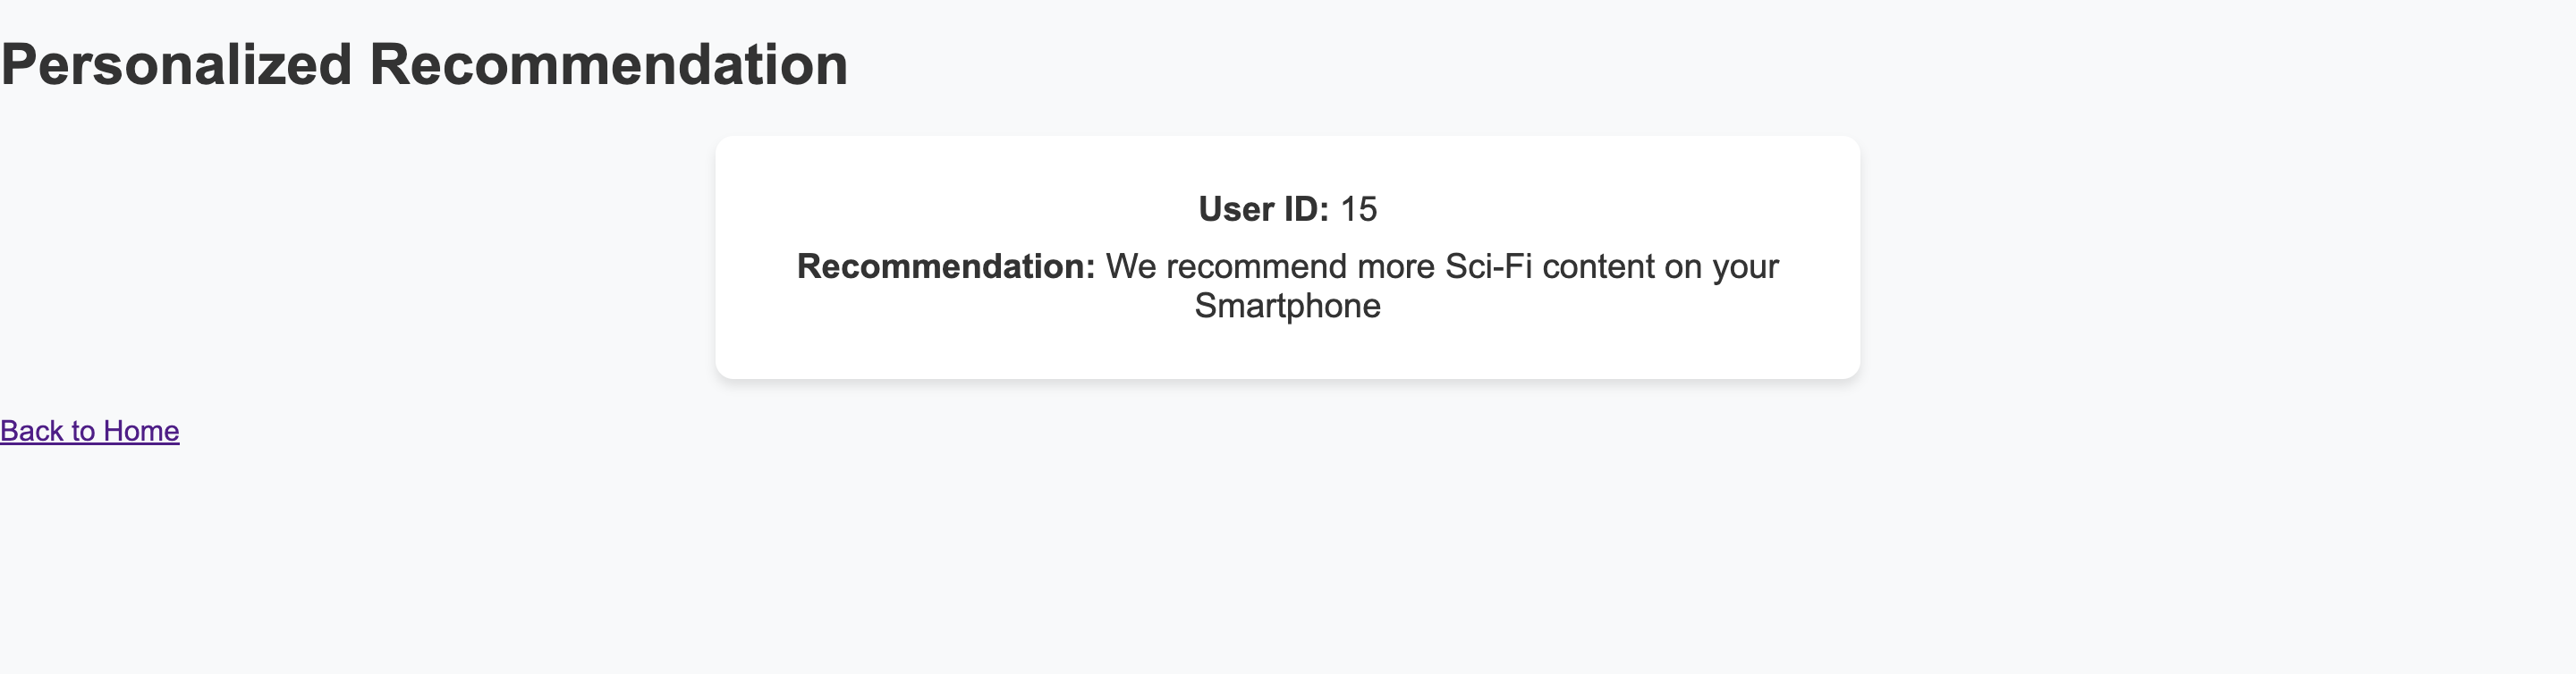 Personalized Recommendation
User ID: 15
Recommendation: We recommend more Sci-Fi content on your
Smartphone
Back to Home